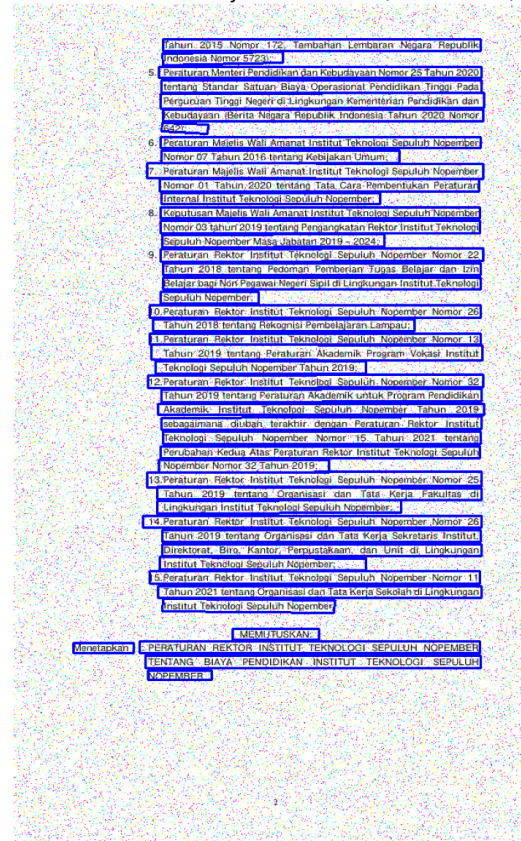 Tahun 2015 Nomor 172, Tambahan Lembaran Negara Republik
Indonesia Nomor 5723);
5. Peraturan Menteri Pendidikan dan Kebudayaan Nomor 25 Tahun 2020
tentang Standar Satuan Biaya Operasional Pendidikan Tinggi Pada
Perguruan Tinggi Negeri di Lingkungan Kementerian Pendidikan dan
Kebudayaan (Berita Negara Republik Indonesia Tahun 2020 Nomor
642);
6. Peraturan Majelis Wali Amanat Institut Teknologi Sepuluh Nopember
Nomor 07 Tahun 2016 tentang Kebijakan Umum;
7. Peraturan Majelis Wali Amanat Institut Teknologi Sepuluh Nopember
Nomor 01 Tahun 2020 tentang Tata Cara Pembentukan Peraturan
Internal Institut Teknologi Sepuluh Nopember;
8. Keputusan Majelis Wali Amanat Institut Teknologi Sepuluh Nopember
Nomor 03 tahun 2019 tentang Pengangkatan Rektor Institut Teknologi
Sepuluh Nopember Masa Jabatan 2019 - 2024;
9. Peraturan Rektor Institut Teknologi Sepuluh Nopember Nomor 22
Tahun 2018 tentang Pedoman Pemberian Tugas Belajar dan Izin
Belajar bagi Non Pegawai Negeri Sipil di Lingkungan Institut Teknologi
Sepuluh Nopember;
10. Peraturan Rektor Institut Teknologi Sepuluh Nopember Nomor 26
Tahun 2018 tentang Rekognisi Pembelajaran Lampau;
11. Peraturan Rektor Institut Teknologi Sepuluh Nopember Nomor 13
Tahun 2019 tentang Peraturan Akademik Program Vokasi Institut
Teknologi Sepuluh Nopember Tahun 2019;
12. Peraturan Rektor Institut Teknologi Sepuluh Nopember Nomor 32
Tahun 2019 tentang Peraturan Akademik untuk Program Pendidikan
Akademik Institut Teknologi Sepuluh Nopember Tahun 2019
sebagaimana diubah terakhir dengan Peraturan Rektor Institut
Teknologi Sepuluh Nopember Nomor 15 Tahun 2021 tentang
Perubahan Kedua Atas Peraturan Rektor Institut Teknologi Sepuluh
Nopember Nomor 32 Tahun 2019;
13. Peraturan Rektor Institut Teknologi Sepuluh Nopember Nomor 25
Tahun 2019 tentang Organisasi dan Tata Kerja Fakultas di
Lingkungan Institut Teknologi Sepuluh Nopember;
14. Peraturan Rektor Institut Teknologi Sepuluh Nopember Nomor 26
Tahun 2019 tentang Organisasi dan Tata Kerja Sekretaris Institut,
Direktorat, Biro, Kantor, Perpustakaan, dan Unit di Lingkungan
Institut Teknologi Sepuluh Nopember;
15. Peraturan Rektor Institut Teknologi Sepuluh Nopember Nomor 11
Tahun 2021 tentang Organisasi dan Tata Kerja Sekolah di Lingkungan
Institut Teknologi Sepuluh Nopember;
MEMUTUSKAN:
Menetapkan : PERATURAN REKTOR INSTITUT TEKNOLOGI SEPULUH NOPEMBER
TENTANG BIAYA PENDIDIKAN INSTITUT TEKNOLOGI SEPULUH
NOPEMBER.
2